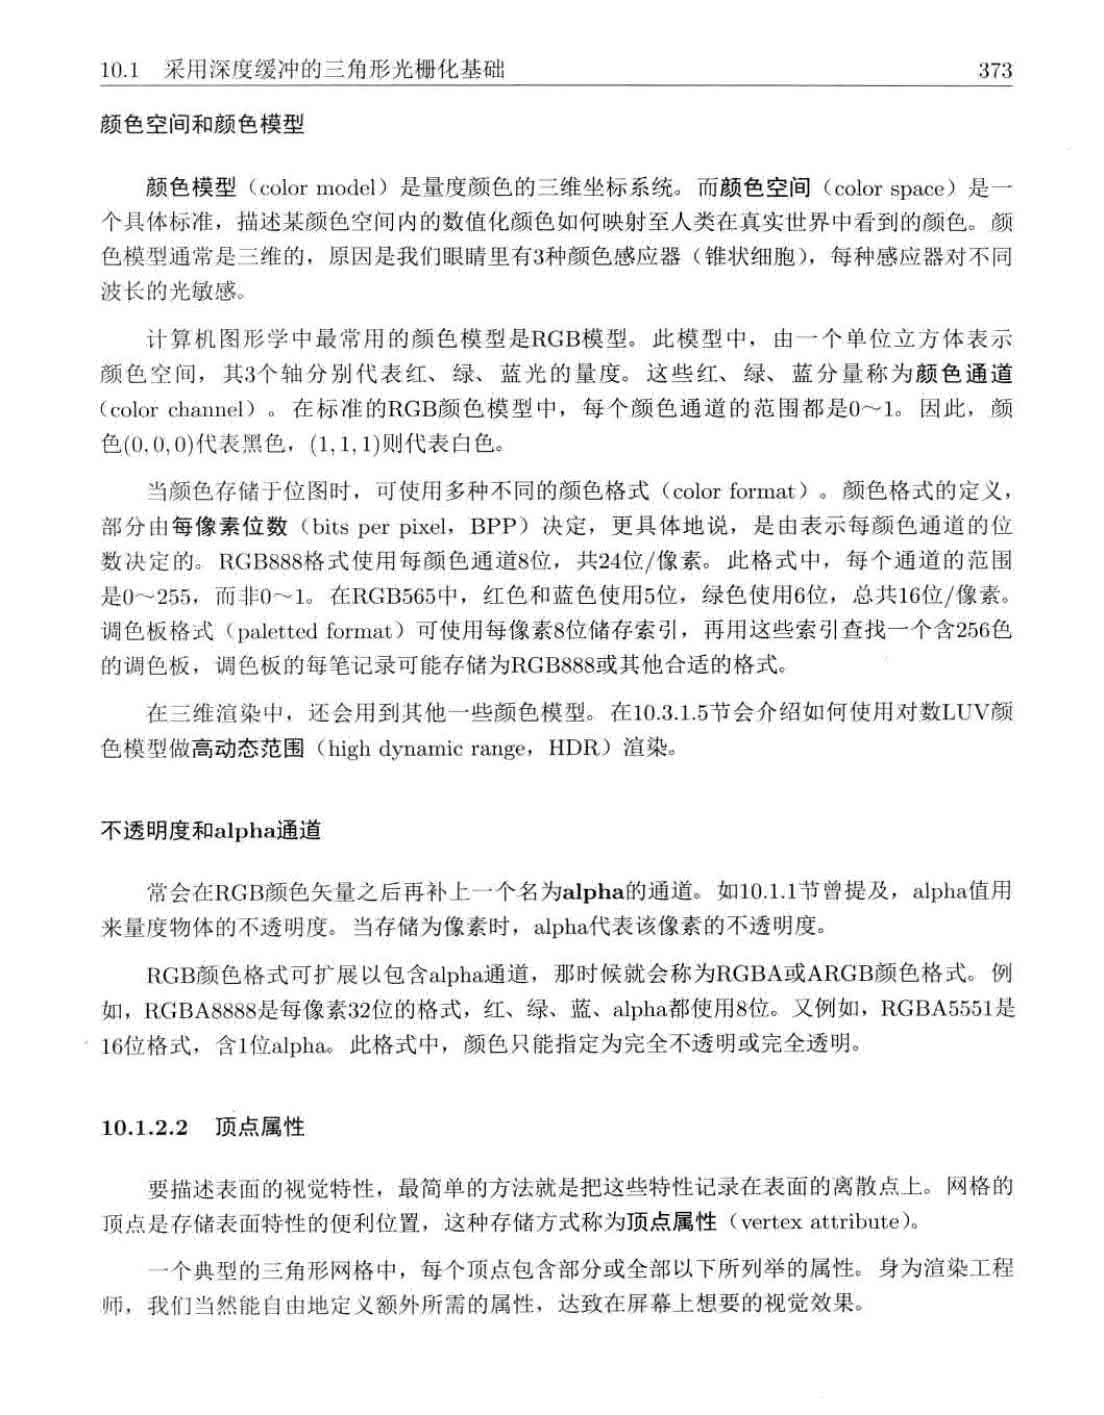 10.1 采用深度缓冲的三角形光栅化基础 373
颜色空间和颜色模型
颜色模型（color model）是量度颜色的三维坐标系统。而颜色空间（color space）是一
个具体标准，描述某颜色空间内的数值化颜色如何映射至人类在真实世界中看到的颜色。颜
色模型通常是三维的，原因是我们眼睛里有3种颜色感应器（锥状细胞），每种感应器对不同
波长的光敏感。
计算机图形学中最常用的颜色模型是RGB模型。此模型中，由一个单位立方体表示
颜色空间，其3个轴分别代表红、绿、蓝光的量度。这些红、绿、蓝分量称为颜色通道
（color channel）。在标准的RGB颜色模型中，每个颜色通道的范围都是0～1。因此，颜
色(0, 0, 0)代表黑色，(1, 1, 1)则代表白色。
当颜色存储于位图时，可使用多种不同的颜色格式（color format）。颜色格式的定义，
部分由每像素位数（bits per pixel，BPP）决定，更具体地说，是由表示每颜色通道的位
数决定的。RGB888格式使用每颜色通道8位，共24位/像素。此格式中，每个通道的范围
是0～255，而非0～1。在RGB565中，红色和蓝色使用5位，绿色使用6位，总共16位/像素。
调色板格式（paletted format）可使用每像素8位储存索引，再用这些索引查找一个含256色
的调色板，调色板的每笔记录可能存储为RGB888或其他合适的格式。
在三维渲染中，还会用到其他一些颜色模型。在10.3.1.5节会介绍如何使用对数LUV颜
色模型做高动态范围（high dynamic range，HDR）渲染。
不透明度和alpha通道
常会在RGB颜色矢量之后再补上一个名为alpha的通道。如10.1.1节曾提及，alpha值用
来量度物体的不透明度。当存储为像素时，alpha代表该像素的不透明度。
RGB颜色格式可扩展以包含alpha通道，那时候就会称为RGBA或ARGB颜色格式。例
如，RGBA8888是每像素32位的格式，红、绿、蓝、alpha都使用8位。又例如，RGBA5551是
16位格式，含1位alpha。此格式中，颜色只能指定为完全不透明或完全透明。
10.1.2.2 顶点属性
要描述表面的视觉特性，最简单的方法就是把这些特性记录在表面的离散点上。网格的
顶点是存储表面特性的便利位置，这种存储方式称为顶点属性（vertex attribute）。
一个典型的三角形网格中，每个顶点包含部分或全部以下所列举的属性。身为渲染工程
师，我们当然能自由地定义额外所需的属性，达致在屏幕上想要的视觉效果。